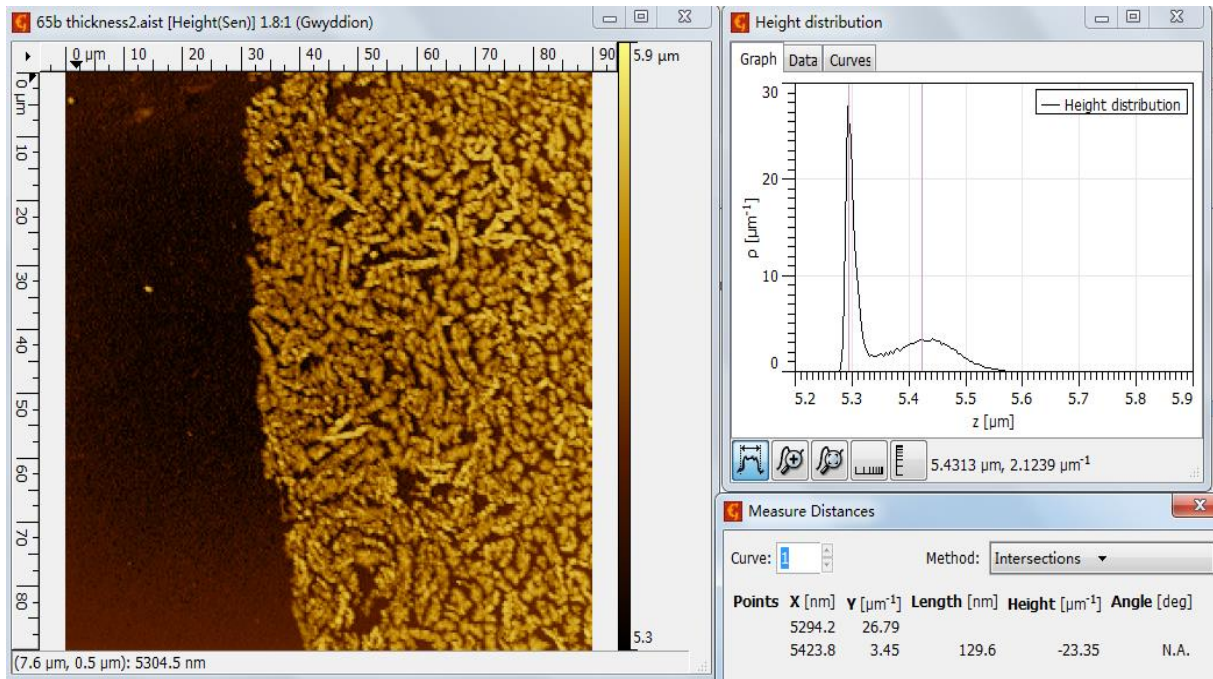 65b thickness2.aist [Height(Sen)] 1.8:1 (Gwyddion)
0 µm 10 20 30 40 50 60 70 80 90
5.9 µm
0 µm
10
20
30
40
50
60
70
80
5.3
(7.6 µm, 0.5 µm): 5304.5 nm
Height distribution
Graph Data Curves
30
20
10
0
ρ [µm-1]
Height distribution
5.2 5.3 5.4 5.5 5.6 5.7 5.8 5.9
z [µm]
5.4313 µm, 2.1239 µm-1
Measure Distances
Curve: 1 Method: Intersections
Points X [nm] Y [µm-1] Length [nm] Height [µm-1] Angle [deg]
5294.2 26.79
5423.8 3.45 129.6 -23.35 N.A.